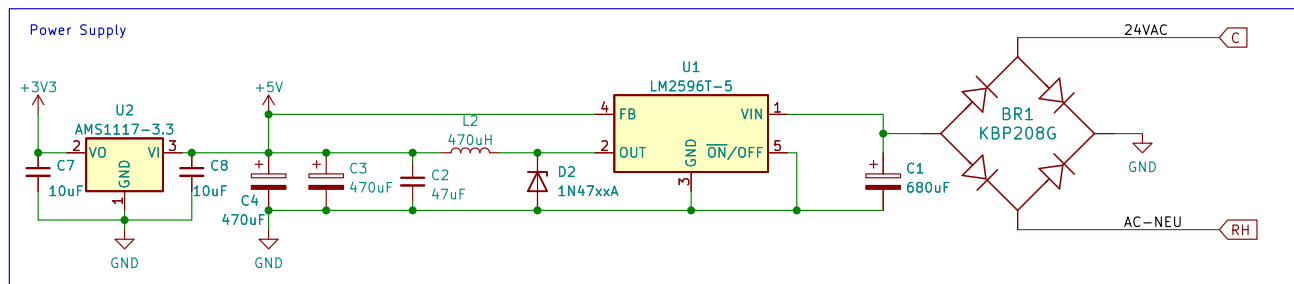 Power Supply
24VAC
C
U1
LM2596T-5
+3V3
+5V
U2
AMS1117-3.3
4
FB
VIN
1
BR1
KBP208G
L2
470uH
2
VO
VI
3
GND
1
2
OUT
GND
3
ON/OFF
5
GND
C7
10uF
C8
10uF
+
C4
470uF
+
C3
470uF
C2
47uF
D2
1N47xxA
+
C1
680uF
AC-NEU
RH
GND
GND